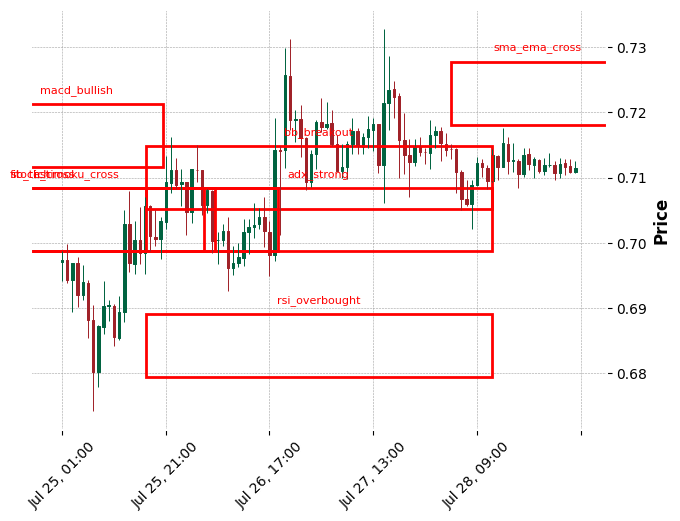 sma_ema_cross
macd_bullish
bb_breakout
adx_strong
rsi_overbought
0.73
0.72
0.71
0.70
0.69
0.68
Price
Jul 25, 01:00
Jul 25, 21:00
Jul 26, 17:00
Jul 27, 13:00
Jul 28, 09:00